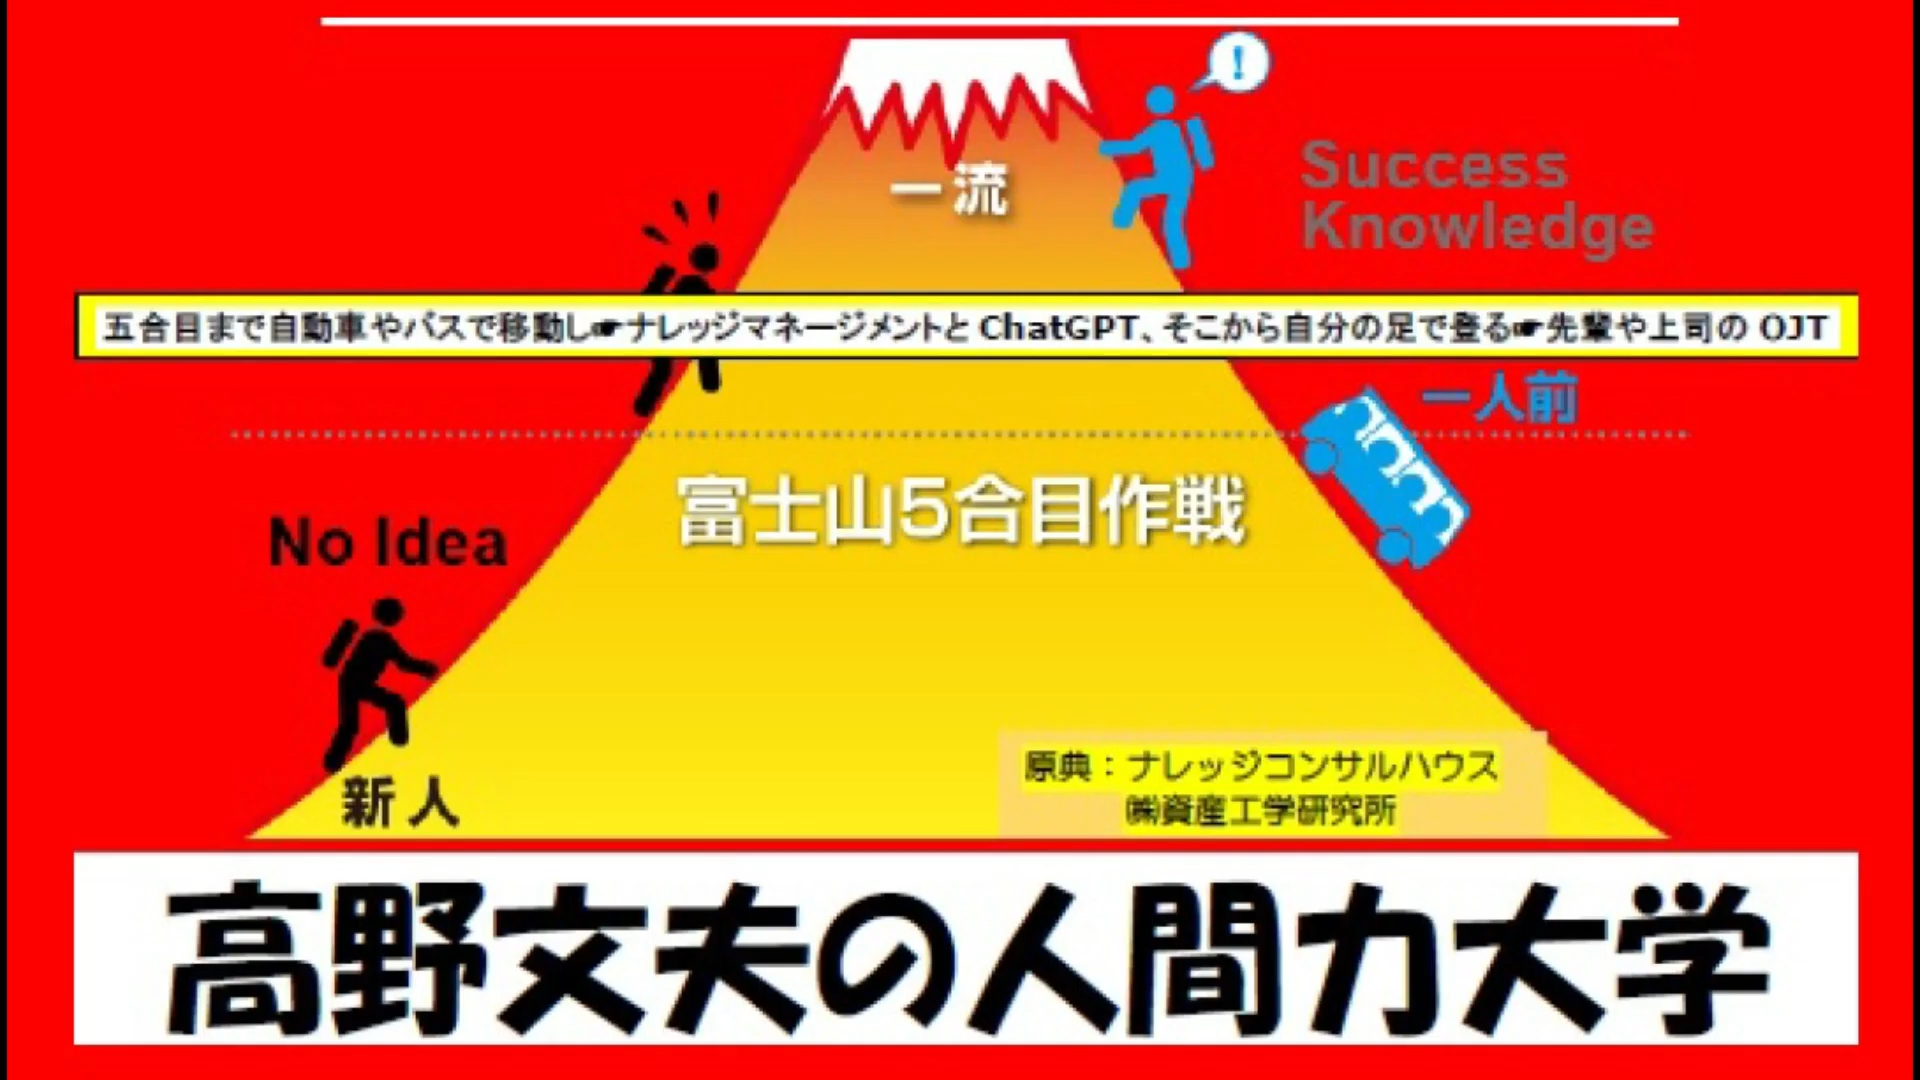 !
一流
Success
Knowledge
五合目まで自動車やバスで移動し☛ナレッジマネージメントと ChatGPT、そこから自分の足で登る☛先輩や上司の OJT
一人前
富士山5合目作戦
No Idea
新人
原典：ナレッジコンサルハウス
㈱資産工学研究所
高野文夫の人間力大学